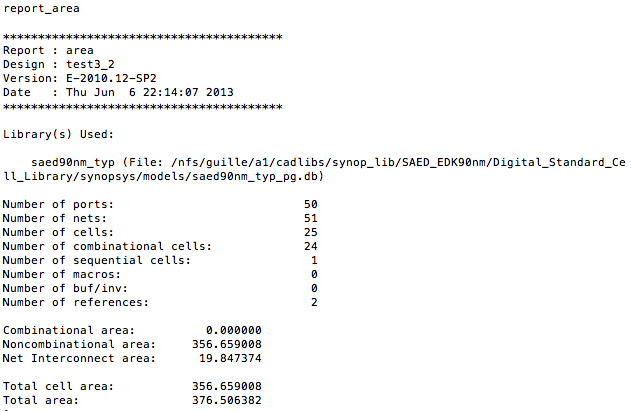 report_area
****************************************
Report : area
Design : test3_2
Version: E-2010.12-SP2
Date   : Thu Jun  6 22:14:07 2013
****************************************
Library(s) Used:
    saed90nm_typ (File: /nfs/guille/a1/cadlibs/synop_lib/SAED_EDK90nm/Digital_Standard_Ce
ll_Library/synopsys/models/saed90nm_typ_pg.db)
Number of ports:                           50
Number of nets:                            51
Number of cells:                           25
Number of combinational cells:             24
Number of sequential cells:                 1
Number of macros:                           0
Number of buf/inv:                          0
Number of references:                       2
Combinational area:          0.000000
Noncombinational area:     356.659008
Net Interconnect area:      19.847374
Total cell area:           356.659008
Total area:                376.506382